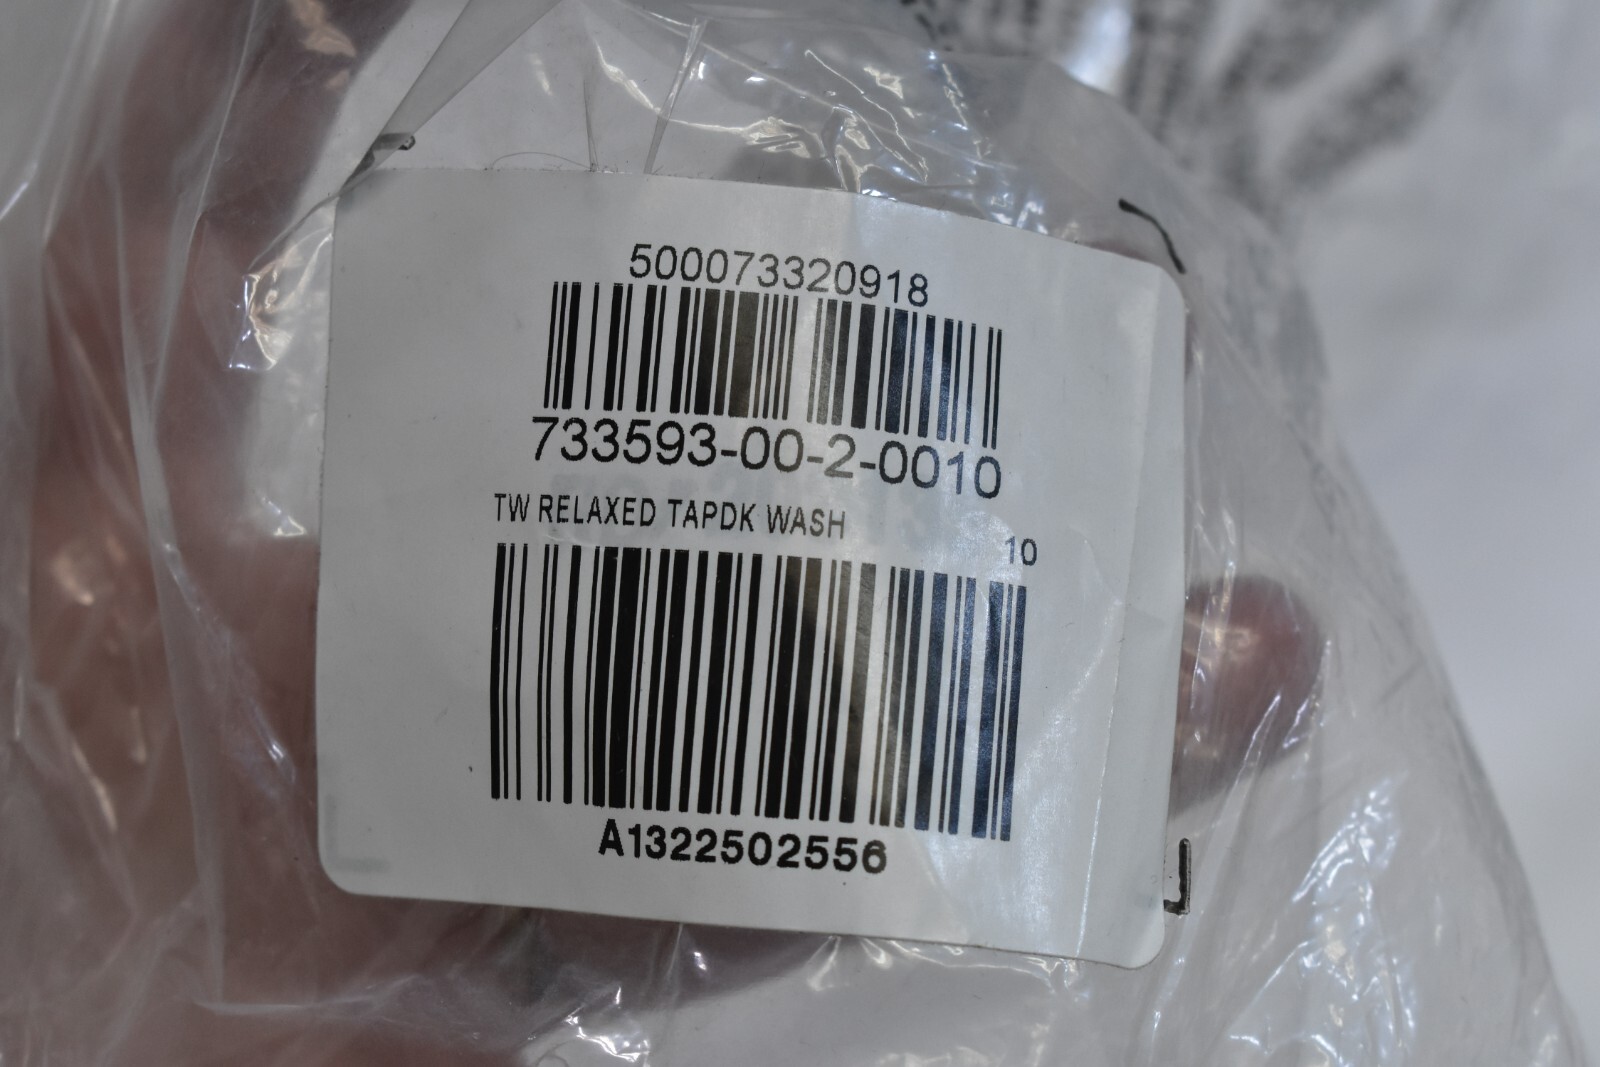 500073320918
733593-00-2-0010
TW RELAXED TAPDK WASH
10
A1322502556